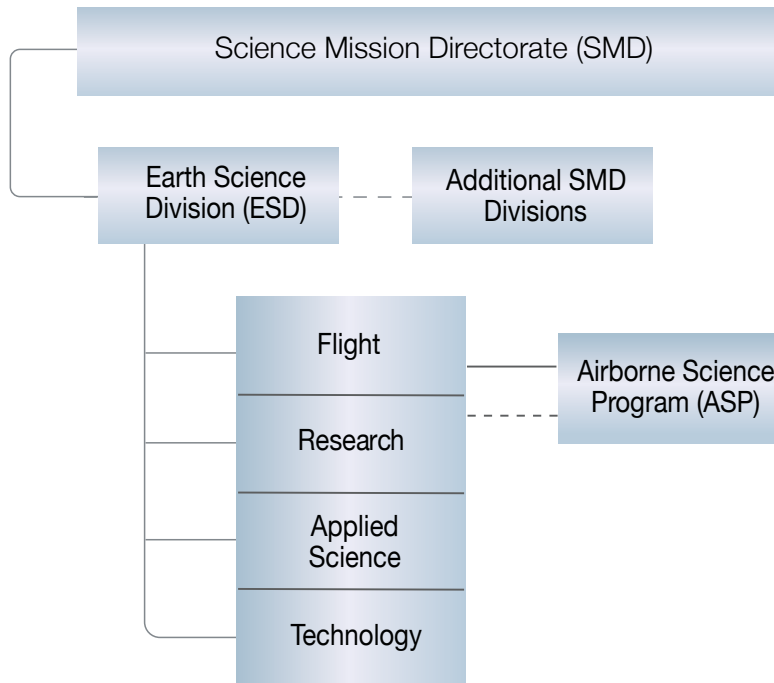 Science Mission Directorate (SMD)
Earth Science
Division (ESD)
Additional SMD
Divisions
Flight
Airborne Science
Program (ASP)
Research
Applied
Science
Technology